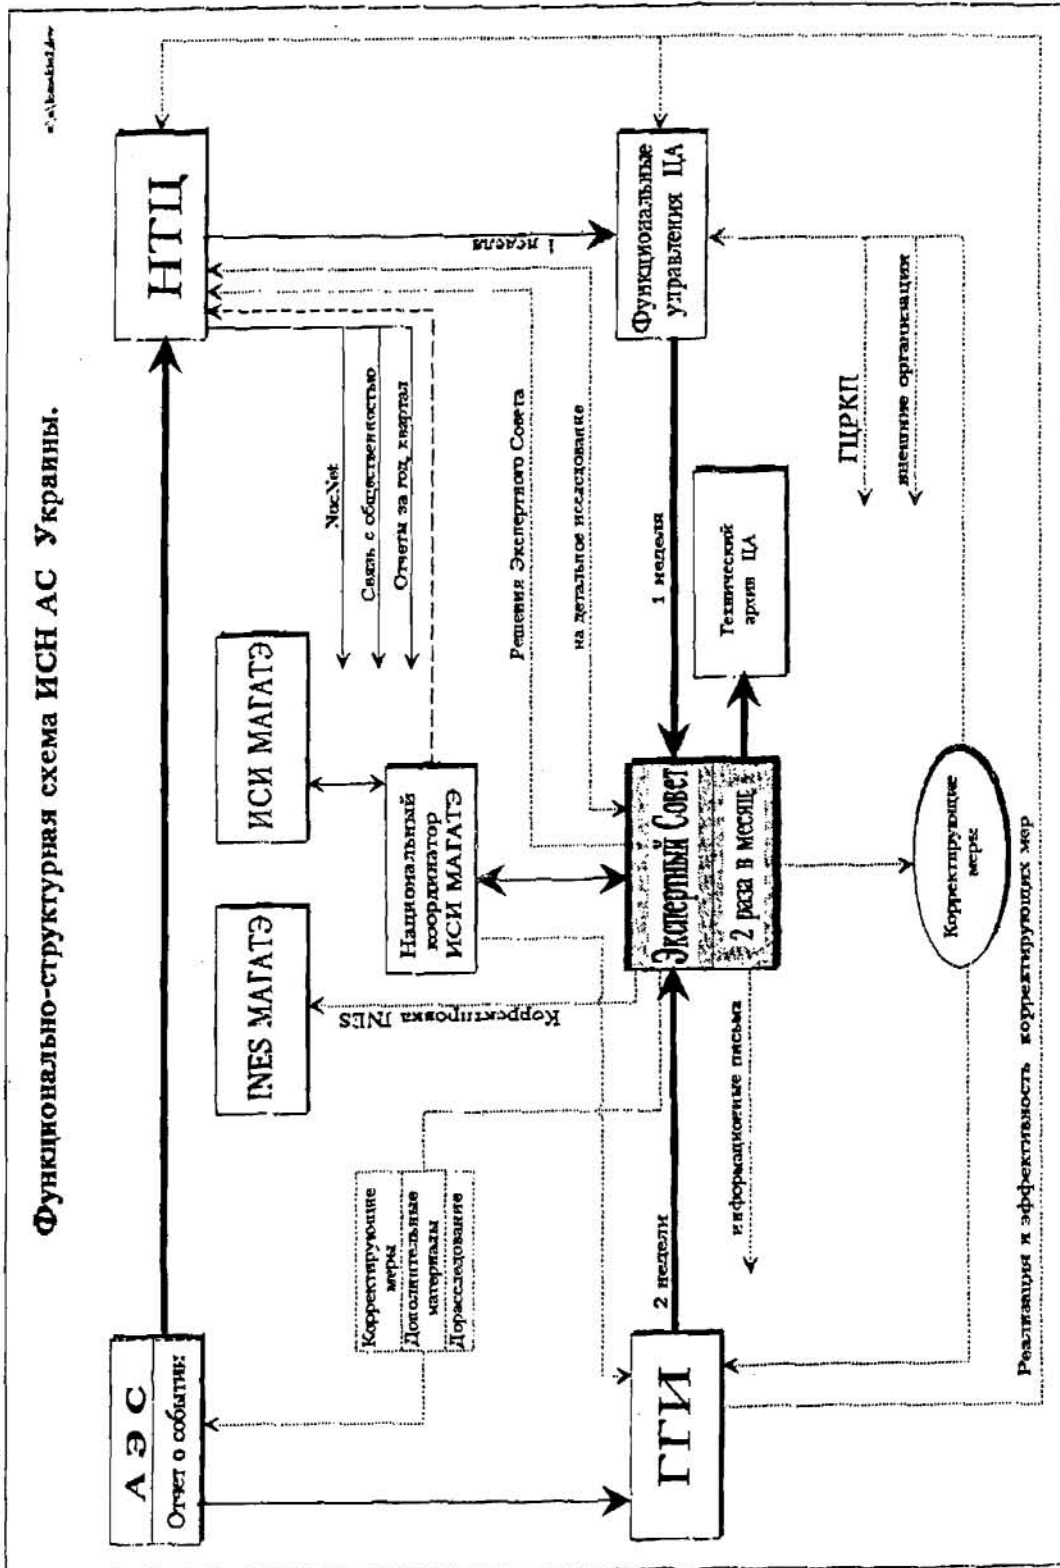 Функционально-структурная схема ИСН АС Украины.
А Э С
Отчет о событии
НТЦ
INES МАГАТЭ
ИСИ МАГАТЭ
NucNet
Связь с общественностью
Отчеты за год, квартал
Национальный
координатор
ИСИ МАГАТЭ
Корректировка INES
1 неделя
Решения Экспертного Совета
на детальное исследование
Корректирующие
меры
Дополнительные
материалы
Дорасследование
ГГИ
2 недели
Экспертный Совет
2 раза в месяц
1 неделя
Функциональные
управления ЦА
Технический
архив ЦА
информационные письма
ГЦРКП
внешние организации
Корректирующие
меры
Реализация и эффективность корректирующих мер